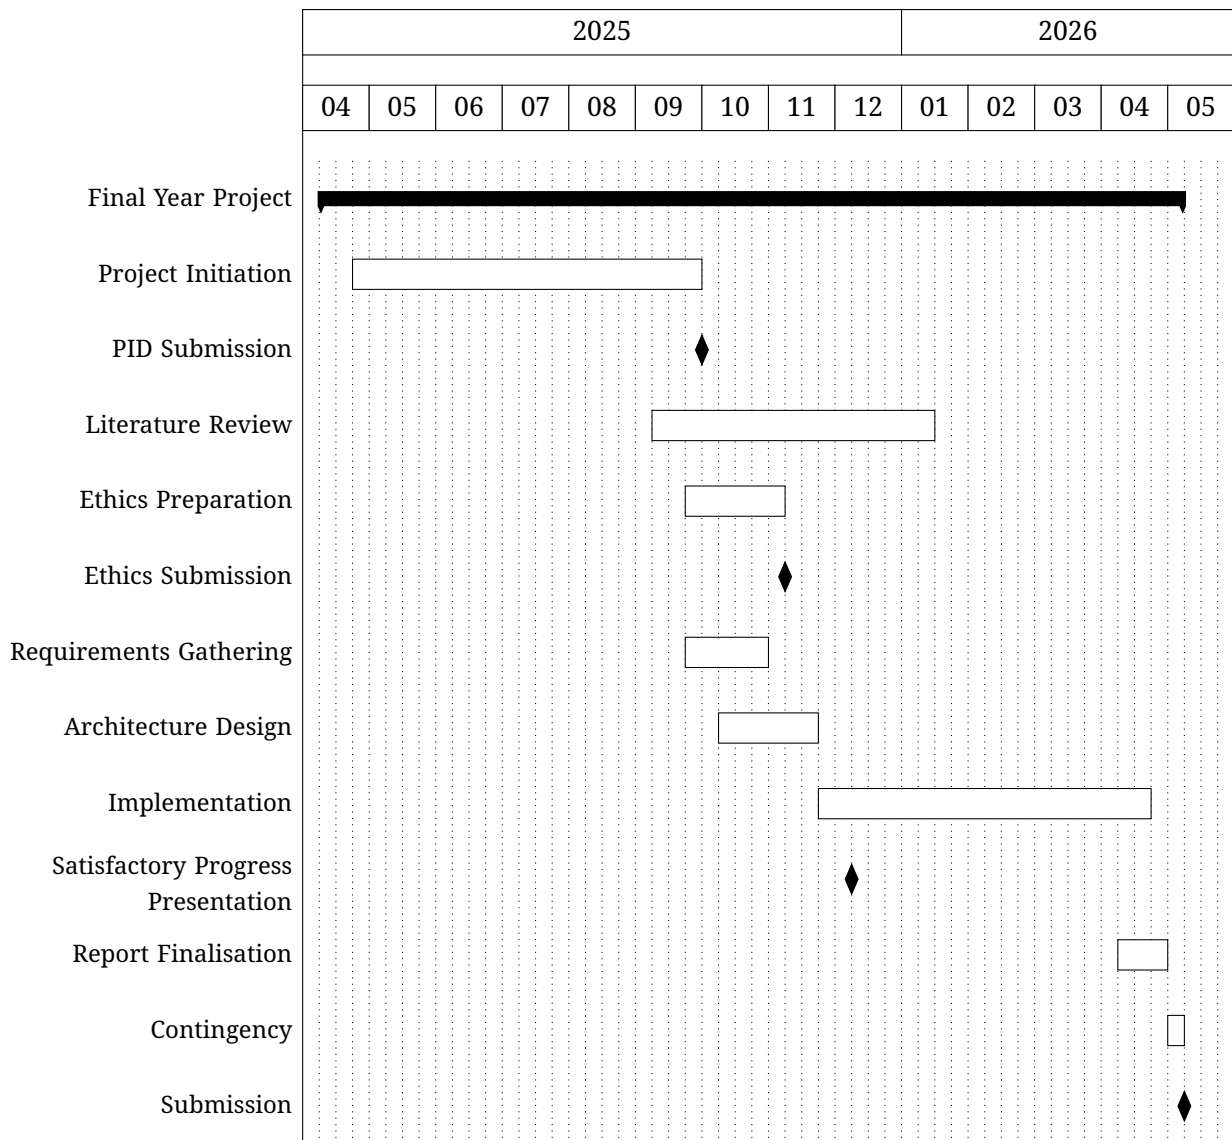 2025 2026
04 05 06 07 08 09 10 11 12 01 02 03 04 05
Final Year Project
Project Initiation
PID Submission
Literature Review
Ethics Preparation
Ethics Submission
Requirements Gathering
Architecture Design
Implementation
Satisfactory Progress
Presentation
Report Finalisation
Contingency
Submission